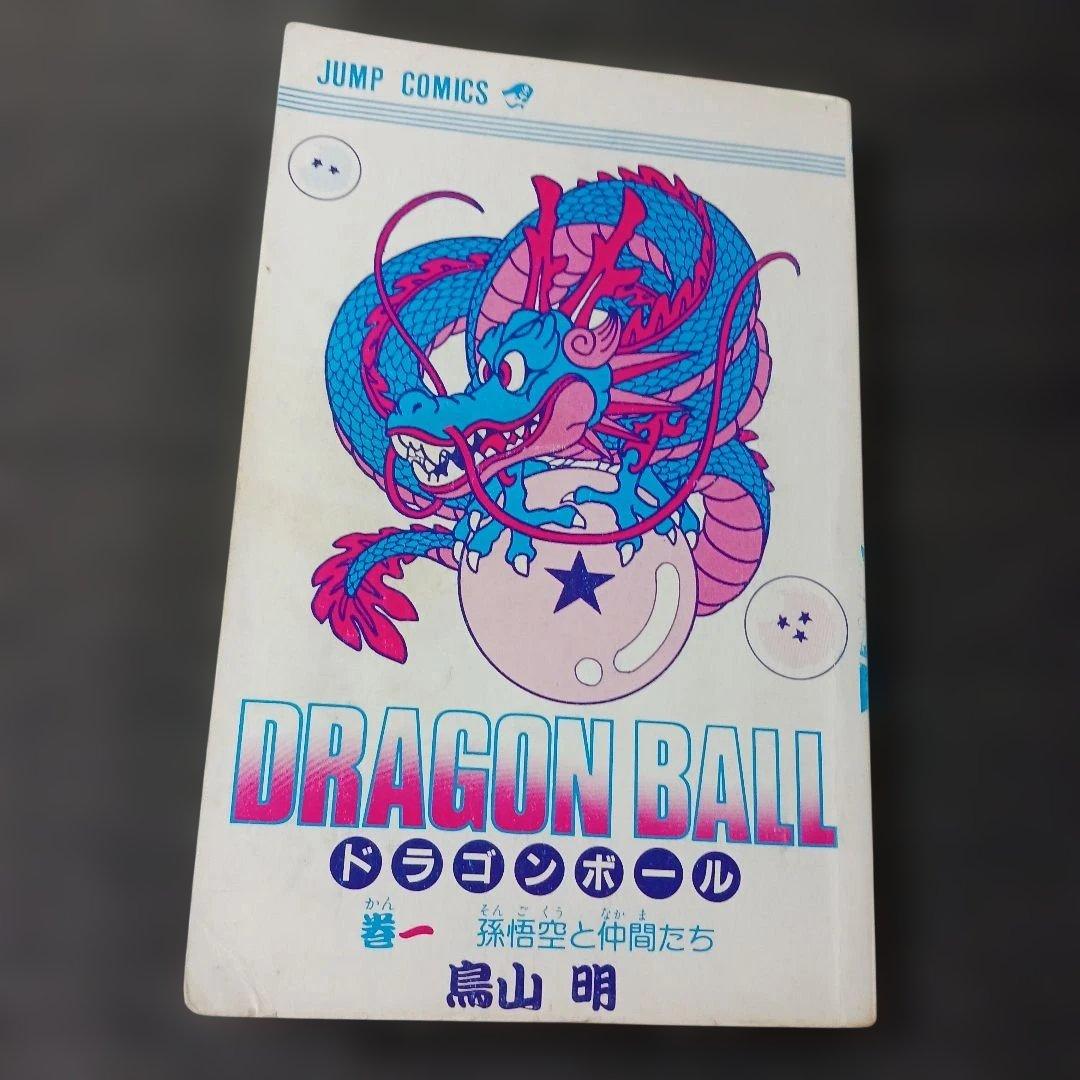 JUMP COMICS
DRAGON BALL
ドラゴンボール
かん そんごくう なかま
巻一 孫悟空と仲間たち
鳥山 明